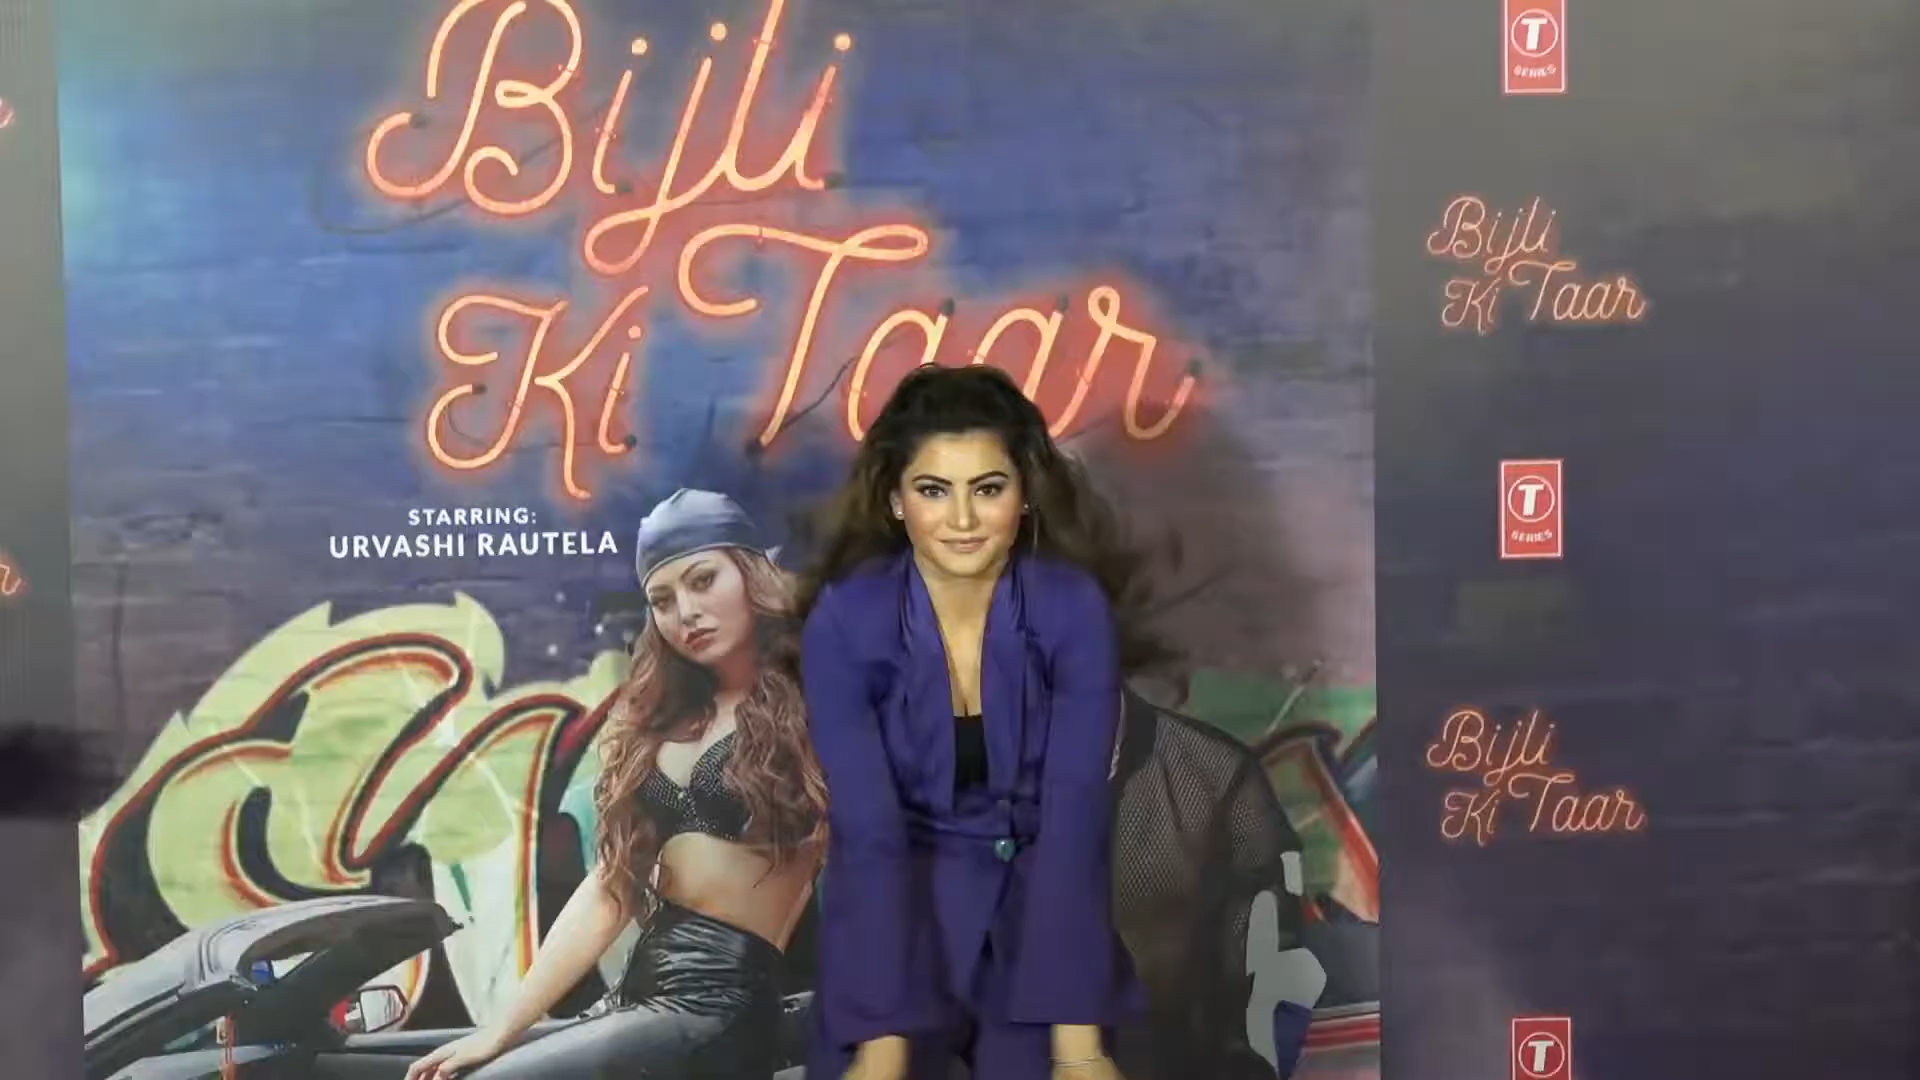 Bijli
Ki Taar
STARRING:
URVASHI RAUTELA
T
SERIES
Bijli
Ki Taar
T
SERIES
Bijli
Ki Taar
T